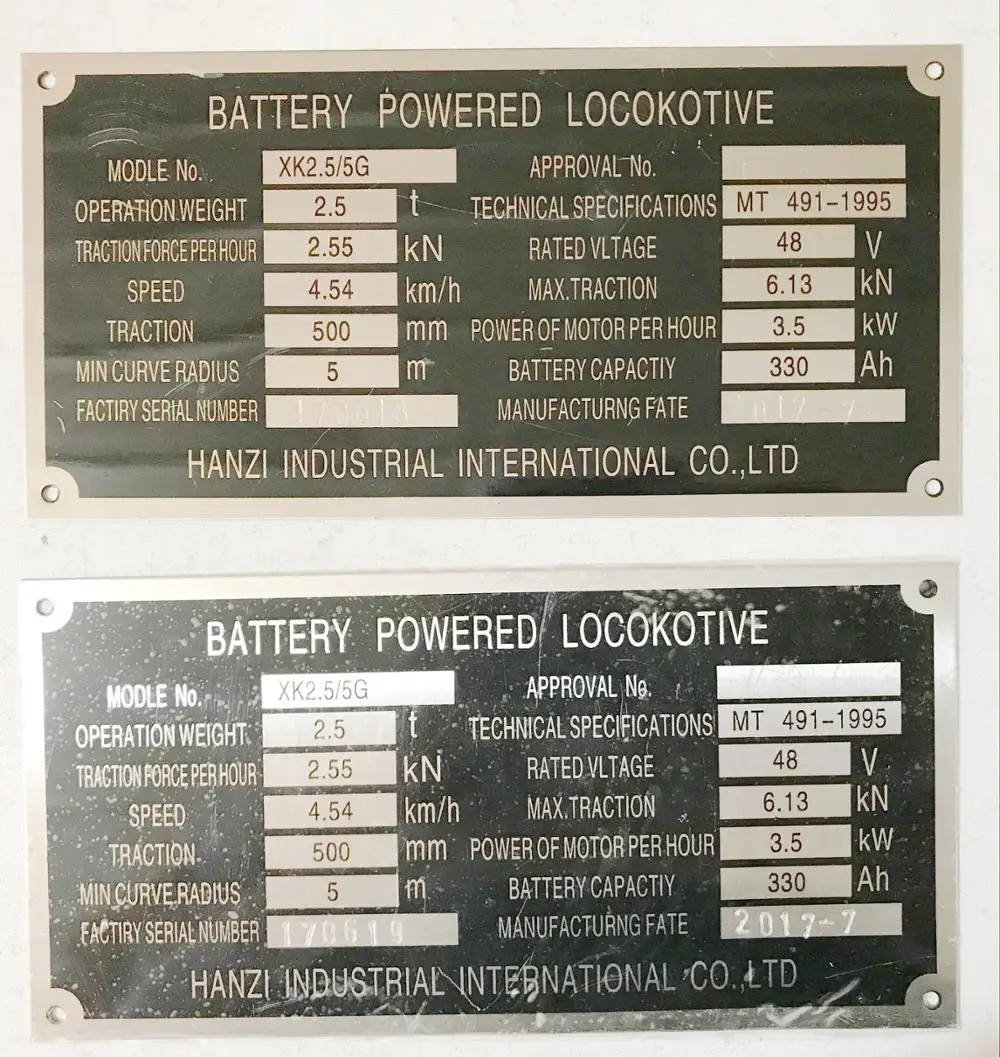 BATTERY POWERED LOCOKOTIVE
MODLE No. XK2.5/5G APPROVAL No.
OPERATION WEIGHT 2.5 t TECHNICAL SPECIFICATIONS MT 491-1995
TRACTION FORCE PER HOUR 2.55 kN RATED VLTAGE 48 V
SPEED 4.54 km/h MAX.TRACTION 6.13 kN
TRACTION 500 mm POWER OF MOTOR PER HOUR 3.5 kW
MIN CURVE RADIUS 5 m BATTERY CAPACTIY 330 Ah
FACTIRY SERIAL NUMBER MANUFACTURNG FATE 2017-7
HANZI INDUSTRIAL INTERNATIONAL CO.,LTD
BATTERY POWERED LOCOKOTIVE
MODLE No. XK2.5/5G APPROVAL No.
OPERATION WEIGHT 2.5 t TECHNICAL SPECIFICATIONS MT 491-1995
TRACTION FORCE PER HOUR 2.55 kN RATED VLTAGE 48 V
SPEED 4.54 km/h MAX.TRACTION 6.13 kN
TRACTION 500 mm POWER OF MOTOR PER HOUR 3.5 kW
MIN CURVE RADIUS 5 m BATTERY CAPACTIY 330 Ah
FACTIRY SERIAL NUMBER 170619 MANUFACTURNG FATE 2017-7
HANZI INDUSTRIAL INTERNATIONAL CO.,LTD